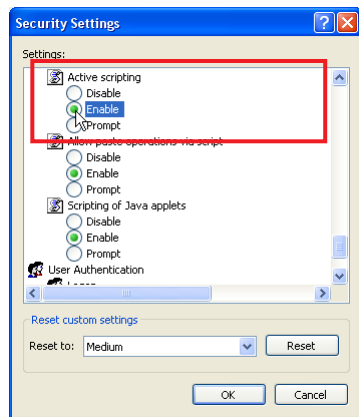 Security Settings
Settings:
Active scripting
Disable
Enable
Prompt
Allow paste operations via script
Disable
Enable
Prompt
Scripting of Java applets
Disable
Enable
Prompt
User Authentication
Logon
Reset custom settings
Reset to: Medium Reset
OK Cancel